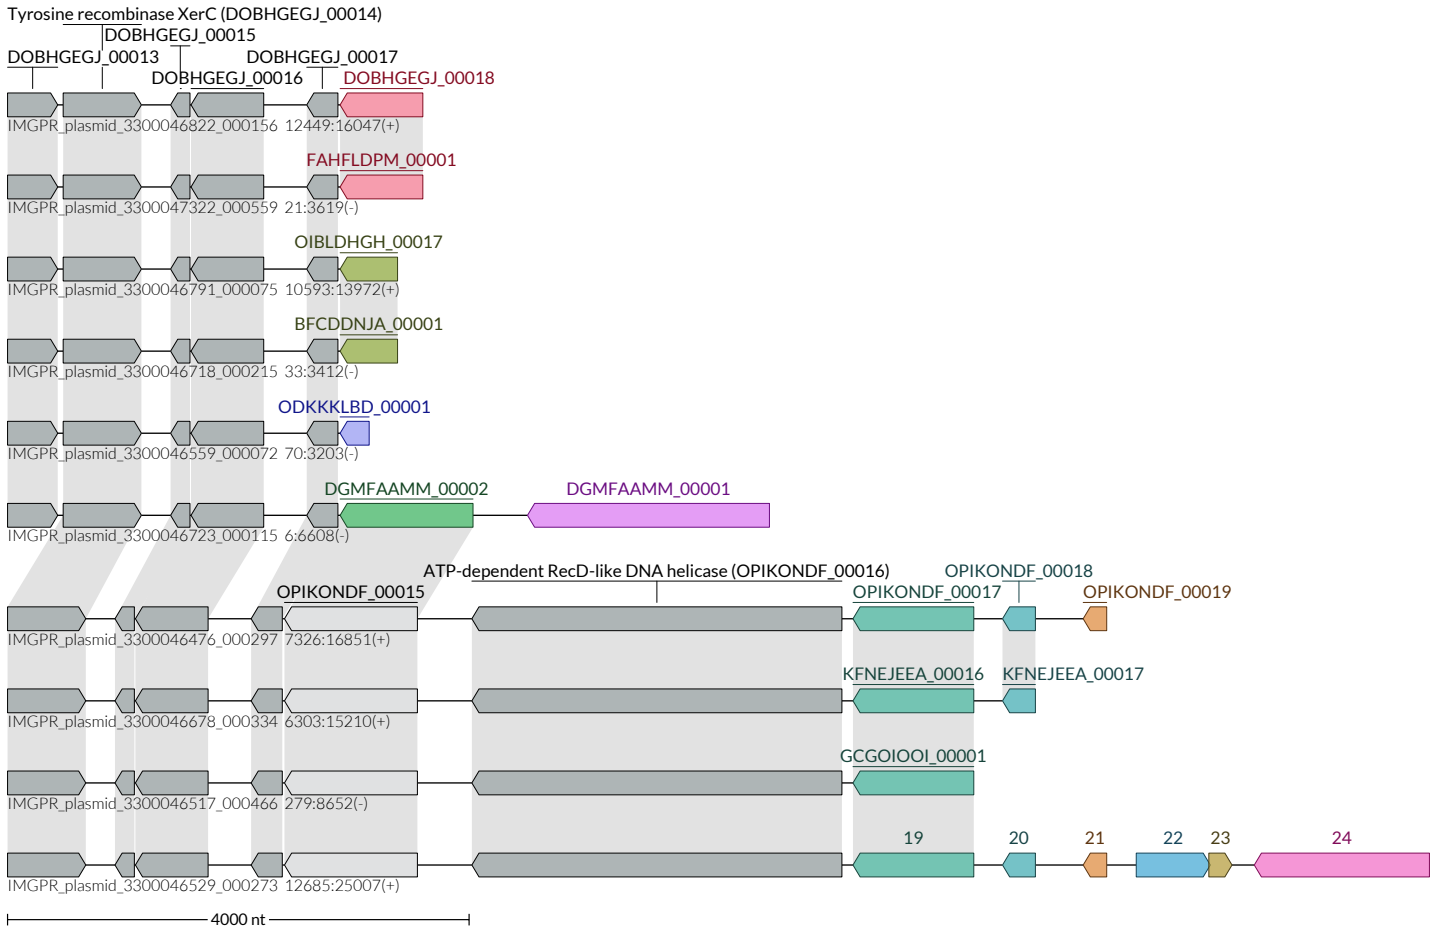 Tyrosine recombinase XerC (DOBHGEGJ_00014)
DOBHGEGJ_00015
DOBHGEGJ_00013 DOBHGEGJ_00017
DOBHGEGJ_00016 DOBHGEGJ_00018
IMGPR_plasmid_3300046822_000156 12449:16047(+)
FAHFLDPM_00001
IMGPR_plasmid_3300047322_000559 21:3619(-)
OIBLDHGH_00017
IMGPR_plasmid_3300046791_000075 10593:13972(+)
BFCDDNJA_00001
IMGPR_plasmid_3300046718_000215 33:3412(-)
ODKKKLBD_00001
IMGPR_plasmid_3300046559_000072 70:3203(-)
DGMFAAMM_00002 DGMFAAMM_00001
IMGPR_plasmid_3300046723_000115 6:6608(-)
ATP-dependent RecD-like DNA helicase (OPIKONDF_00016) OPIKONDF_00018
OPIKONDF_00015 OPIKONDF_00017 OPIKONDF_00019
IMGPR_plasmid_3300046476_000297 7326:16851(+)
KFNEJEEA_00016 KFNEJEEA_00017
IMGPR_plasmid_3300046678_000334 6303:15210(+)
GCGOIOOI_00001
IMGPR_plasmid_3300046517_000466 279:8652(-)
19 20 21 22 23 24
IMGPR_plasmid_3300046529_000273 12685:25007(+)
4000 nt